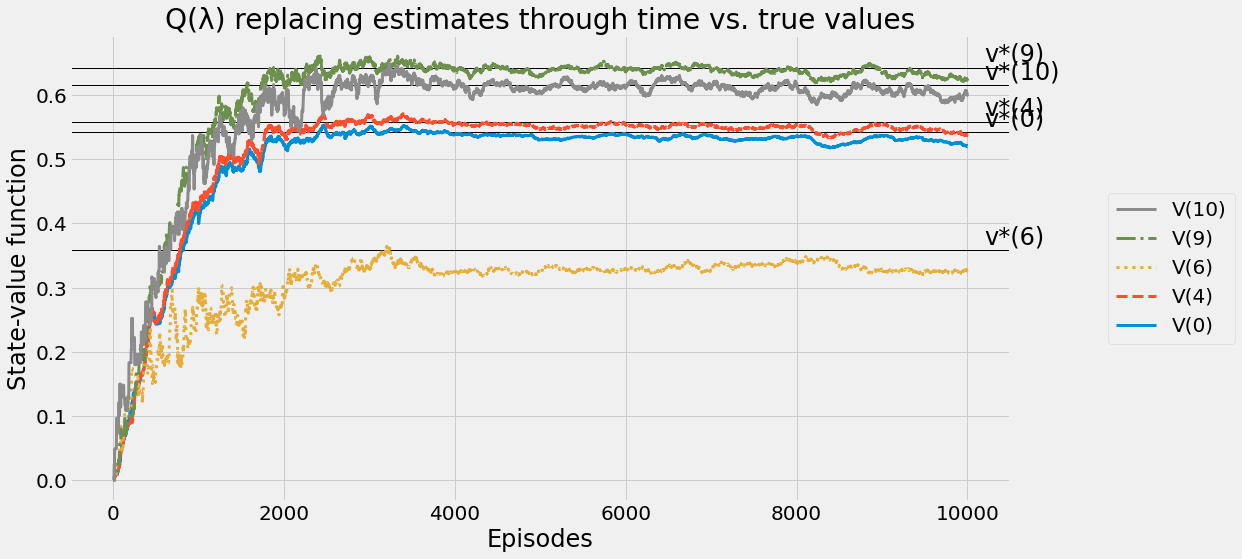 Q(λ) replacing estimates through time vs. true values
State-value function
0.6
0.5
0.4
0.3
0.2
0.1
0.0
v*(9)
v*(10)
v*(4)
v*(0)
v*(6)
V(10)
V(9)
V(6)
V(4)
V(0)
0 2000 4000 6000 8000 10000
Episodes